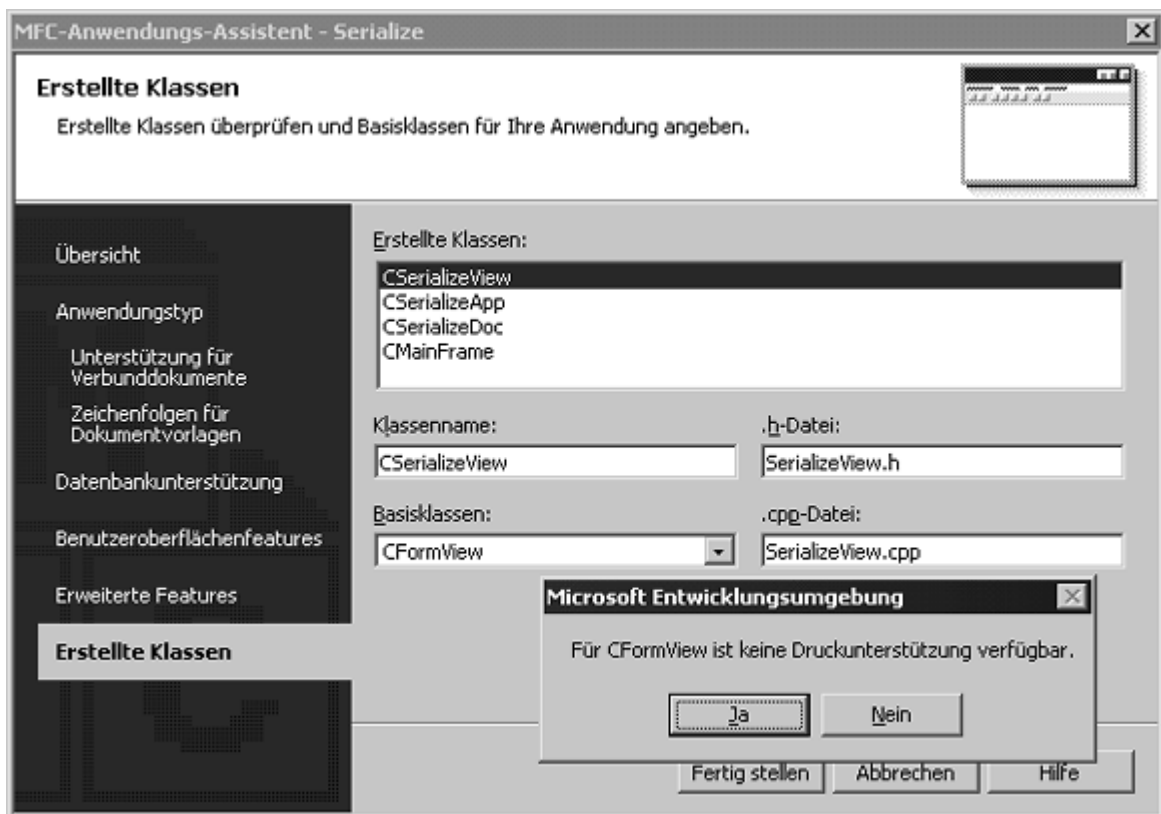 MFC-Anwendungs-Assistent - Serialize
Erstellte Klassen
Erstellte Klassen überprüfen und Basisklassen für Ihre Anwendung angeben.
Übersicht
Anwendungstyp
Unterstützung für
Verbunddokumente
Zeichenfolgen für
Dokumentvorlagen
Datenbankunterstützung
Benutzeroberflächenfeatures
Erweiterte Features
Erstellte Klassen
Erstellte Klassen:
CSerializeView
CSerializeApp
CSerializeDoc
CMainFrame
Klassenname:
CSerializeView
.h-Datei:
SerializeView.h
Basisklassen:
CFormView
.cpp-Datei:
SerializeView.cpp
Microsoft Entwicklungsumgebung
Für CFormView ist keine Druckunterstützung verfügbar.
Ja
Nein
Fertig stellen
Abbrechen
Hilfe